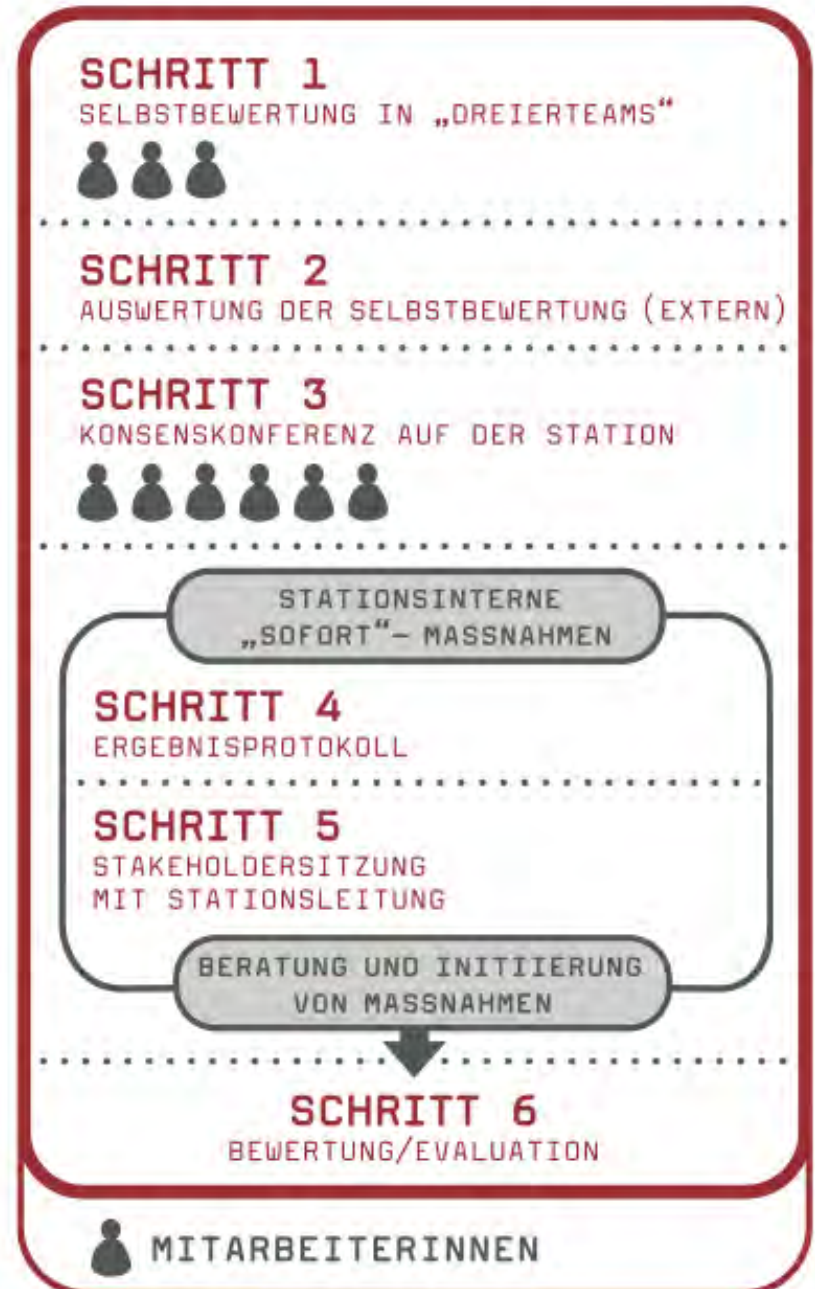 SCHRITT 1
SELBSTBEWERTUNG IN „DREIERTEAMS“
SCHRITT 2
AUSWERTUNG DER SELBSTBEWERTUNG (EXTERN)
SCHRITT 3
KONSENSKONFERENZ AUF DER STATION
STATIONSINTERNE
„SOFORT“– MASSNAHMEN
SCHRITT 4
ERGEBNISPROTOKOLL
SCHRITT 5
STAKEHOLDERSITZUNG
MIT STATIONSLEITUNG
BERATUNG UND INITIIERUNG
VON MASSNAHMEN
SCHRITT 6
BEWERTUNG/EVALUATION
MITARBEITERINNEN